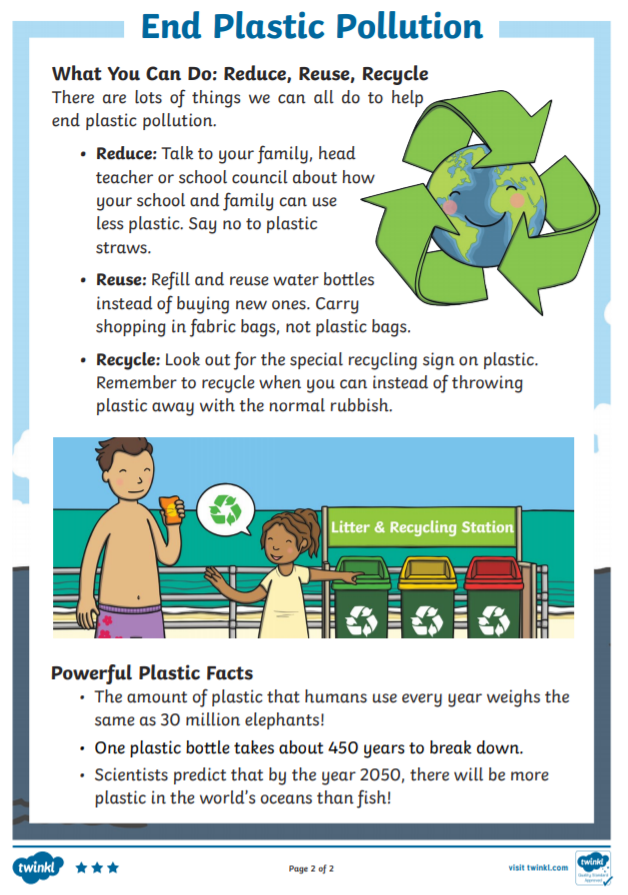 End Plastic Pollution
What You Can Do: Reduce, Reuse, Recycle
There are lots of things we can all do to help
end plastic pollution.
• Reduce: Talk to your family, head
teacher or school council about how
your school and family can use
less plastic. Say no to plastic
straws.
• Reuse: Refill and reuse water bottles
instead of buying new ones. Carry
shopping in fabric bags, not plastic bags.
• Recycle: Look out for the special recycling sign on plastic.
Remember to recycle when you can instead of throwing
plastic away with the normal rubbish.
Litter & Recycling Station
Powerful Plastic Facts
• The amount of plastic that humans use every year weighs the
same as 30 million elephants!
• One plastic bottle takes about 450 years to break down.
• Scientists predict that by the year 2050, there will be more
plastic in the world's oceans than fish!
twinkl
Page 2 of 2
visit twinkl.com
twinkl
Quality Standard
Approved